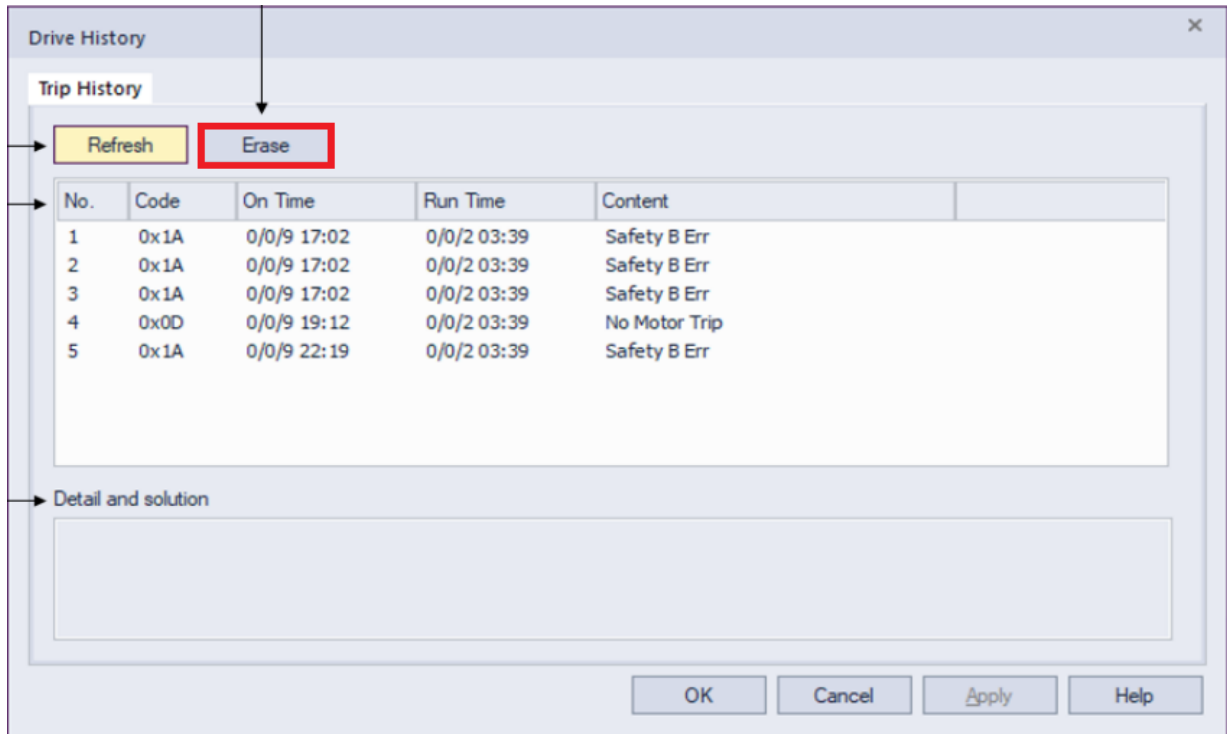 Drive History
Trip History
Refresh Erase
No. Code On Time Run Time Content
1 0x1A 0/0/9 17:02 0/0/2 03:39 Safety B Err
2 0x1A 0/0/9 17:02 0/0/2 03:39 Safety B Err
3 0x1A 0/0/9 17:02 0/0/2 03:39 Safety B Err
4 0x0D 0/0/9 19:12 0/0/2 03:39 No Motor Trip
5 0x1A 0/0/9 22:19 0/0/2 03:39 Safety B Err
Detail and solution
OK Cancel Apply Help